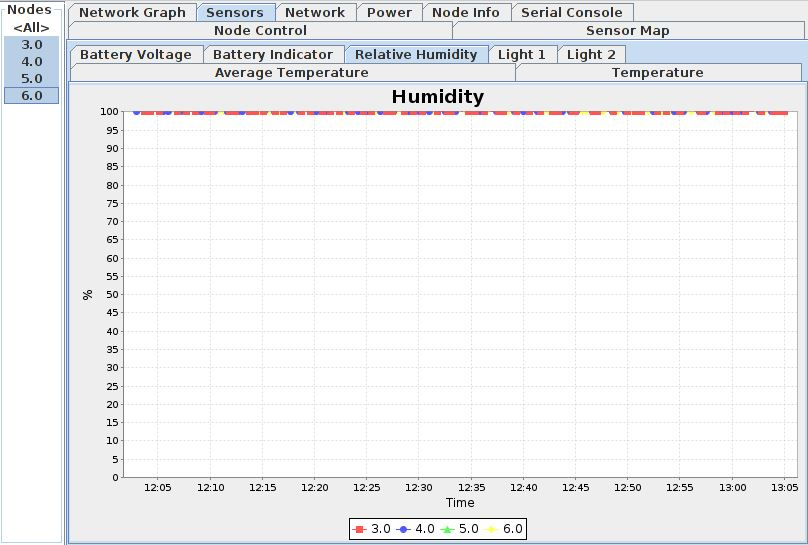 Nodes
<All>
3.0
4.0
5.0
6.0
Network Graph Sensors Network Power Node Info Serial Console
Node Control Sensor Map
Battery Voltage Battery Indicator Relative Humidity Light 1 Light 2
Average Temperature Temperature
Humidity
100
95
90
85
80
75
70
65
60
55
50
45
40
35
30
25
20
15
10
5
0
%
12:05 12:10 12:15 12:20 12:25 12:30 12:35 12:40 12:45 12:50 12:55 13:00 13:05
Time
3.0 4.0 5.0 6.0